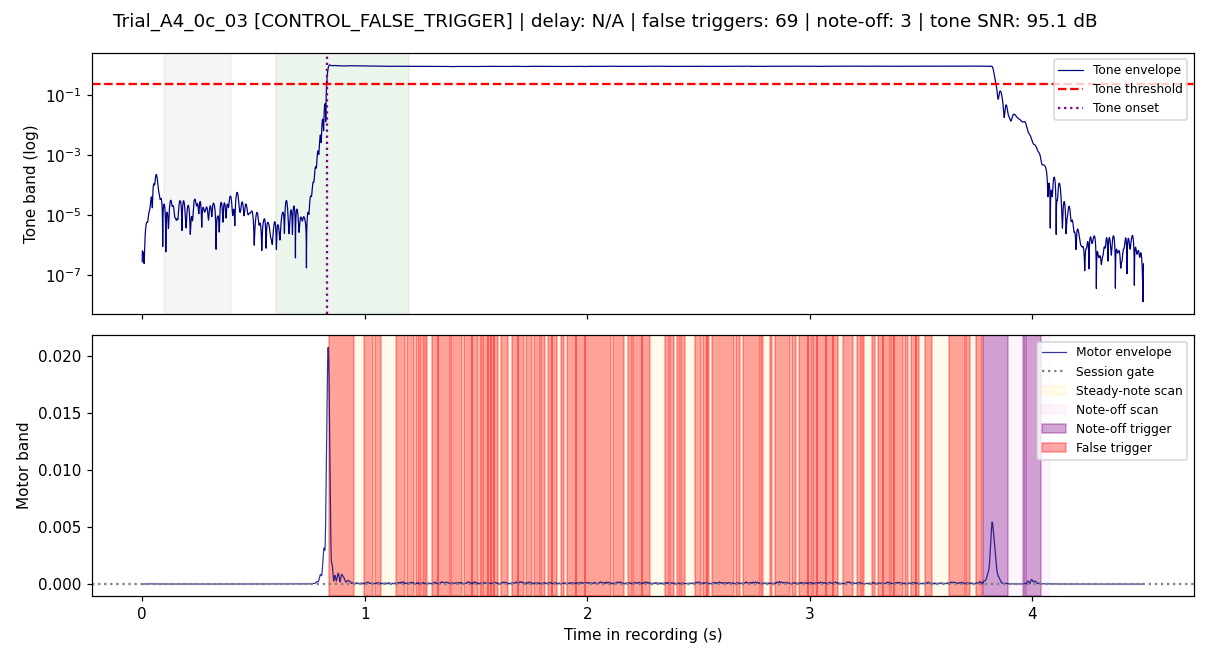 Trial_A4_0c_03 [CONTROL_FALSE_TRIGGER] | delay: N/A | false triggers: 69 | note-off: 3 | tone SNR: 95.1 dB
Tone band (log)
10⁻¹
10⁻³
10⁻⁵
10⁻⁷
Tone envelope
Tone threshold
Tone onset
Motor band
0.020
0.015
0.010
0.005
0.000
Motor envelope
Session gate
Steady-note scan
Note-off scan
Note-off trigger
False trigger
0 1 2 3 4
Time in recording (s)